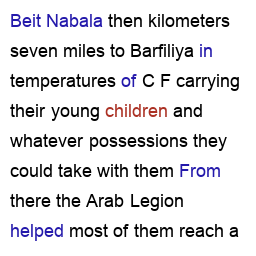 Beit Nabala then kilometers
seven miles to Barfiliya in
temperatures of C F carrying
their young children and
whatever possessions they
could take with them From
there the Arab Legion
helped most of them reach a